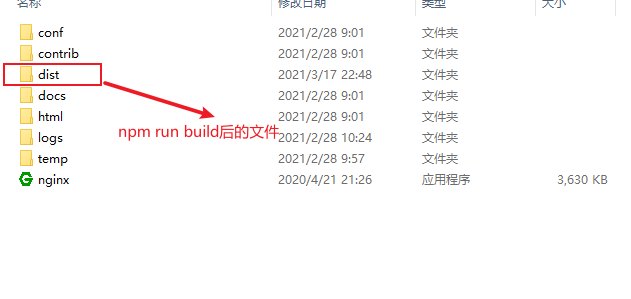 名称 修改日期 类型 大小
conf 2021/2/28 9:01 文件夹
contrib 2021/2/28 9:01 文件夹
dist 2021/3/17 22:48 文件夹
docs 2021/2/28 9:01 文件夹
html 2021/2/28 9:01 文件夹
npm run build后的文件
logs 2021/2/28 10:24 文件夹
temp 2021/2/28 9:57 文件夹
nginx 2020/4/21 21:26 应用程序 3,630 KB